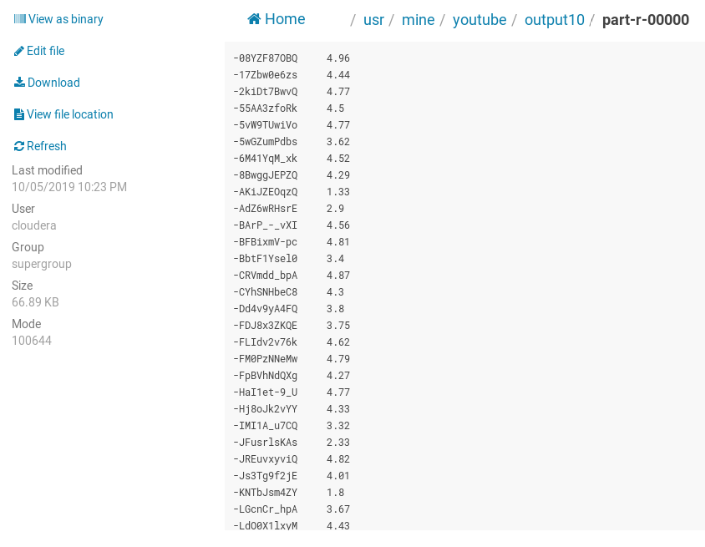 View as binary
Edit file
Download
View file location
Refresh
Last modified
10/05/2019 10:23 PM
User
cloudera
Group
supergroup
Size
66.89 KB
Mode
100644
Home / usr / mine / youtube / output10 / part-r-00000
-08YZF87OBQ 4.96
-17Zbw0e6zs 4.44
-2kiDt7BwvQ 4.77
-55AA3zfoRk 4.5
-5vW9TUwiVo 4.77
-5wGZumPdbs 3.62
-6M41YqM_xk 4.52
-8BwggJEPZQ 4.29
-AKiJZEOqzQ 1.33
-AdZ6wRHsrE 2.9
-BArP_-_vXI 4.56
-BFBixmV-pc 4.81
-BbtF1Ysel0 3.4
-CRVmdd_bpA 4.87
-CYhSNHbeC8 4.3
-Dd4v9yA4FQ 3.8
-FDJ8x3ZKQE 3.75
-FLIdv2v76k 4.62
-FM0PzNNeMw 4.79
-FpBVhNdQXg 4.27
-HaI1et-9_U 4.77
-Hj8oJk2vYY 4.33
-IMI1A_u7CQ 3.32
-JFusrlsKAs 2.33
-JREuvxyviQ 4.82
-Js3Tg9f2jE 4.01
-KNTbJsm4ZY 1.8
-LGcnCr_hpA 3.67
-LdO0X1lxyM 4.43